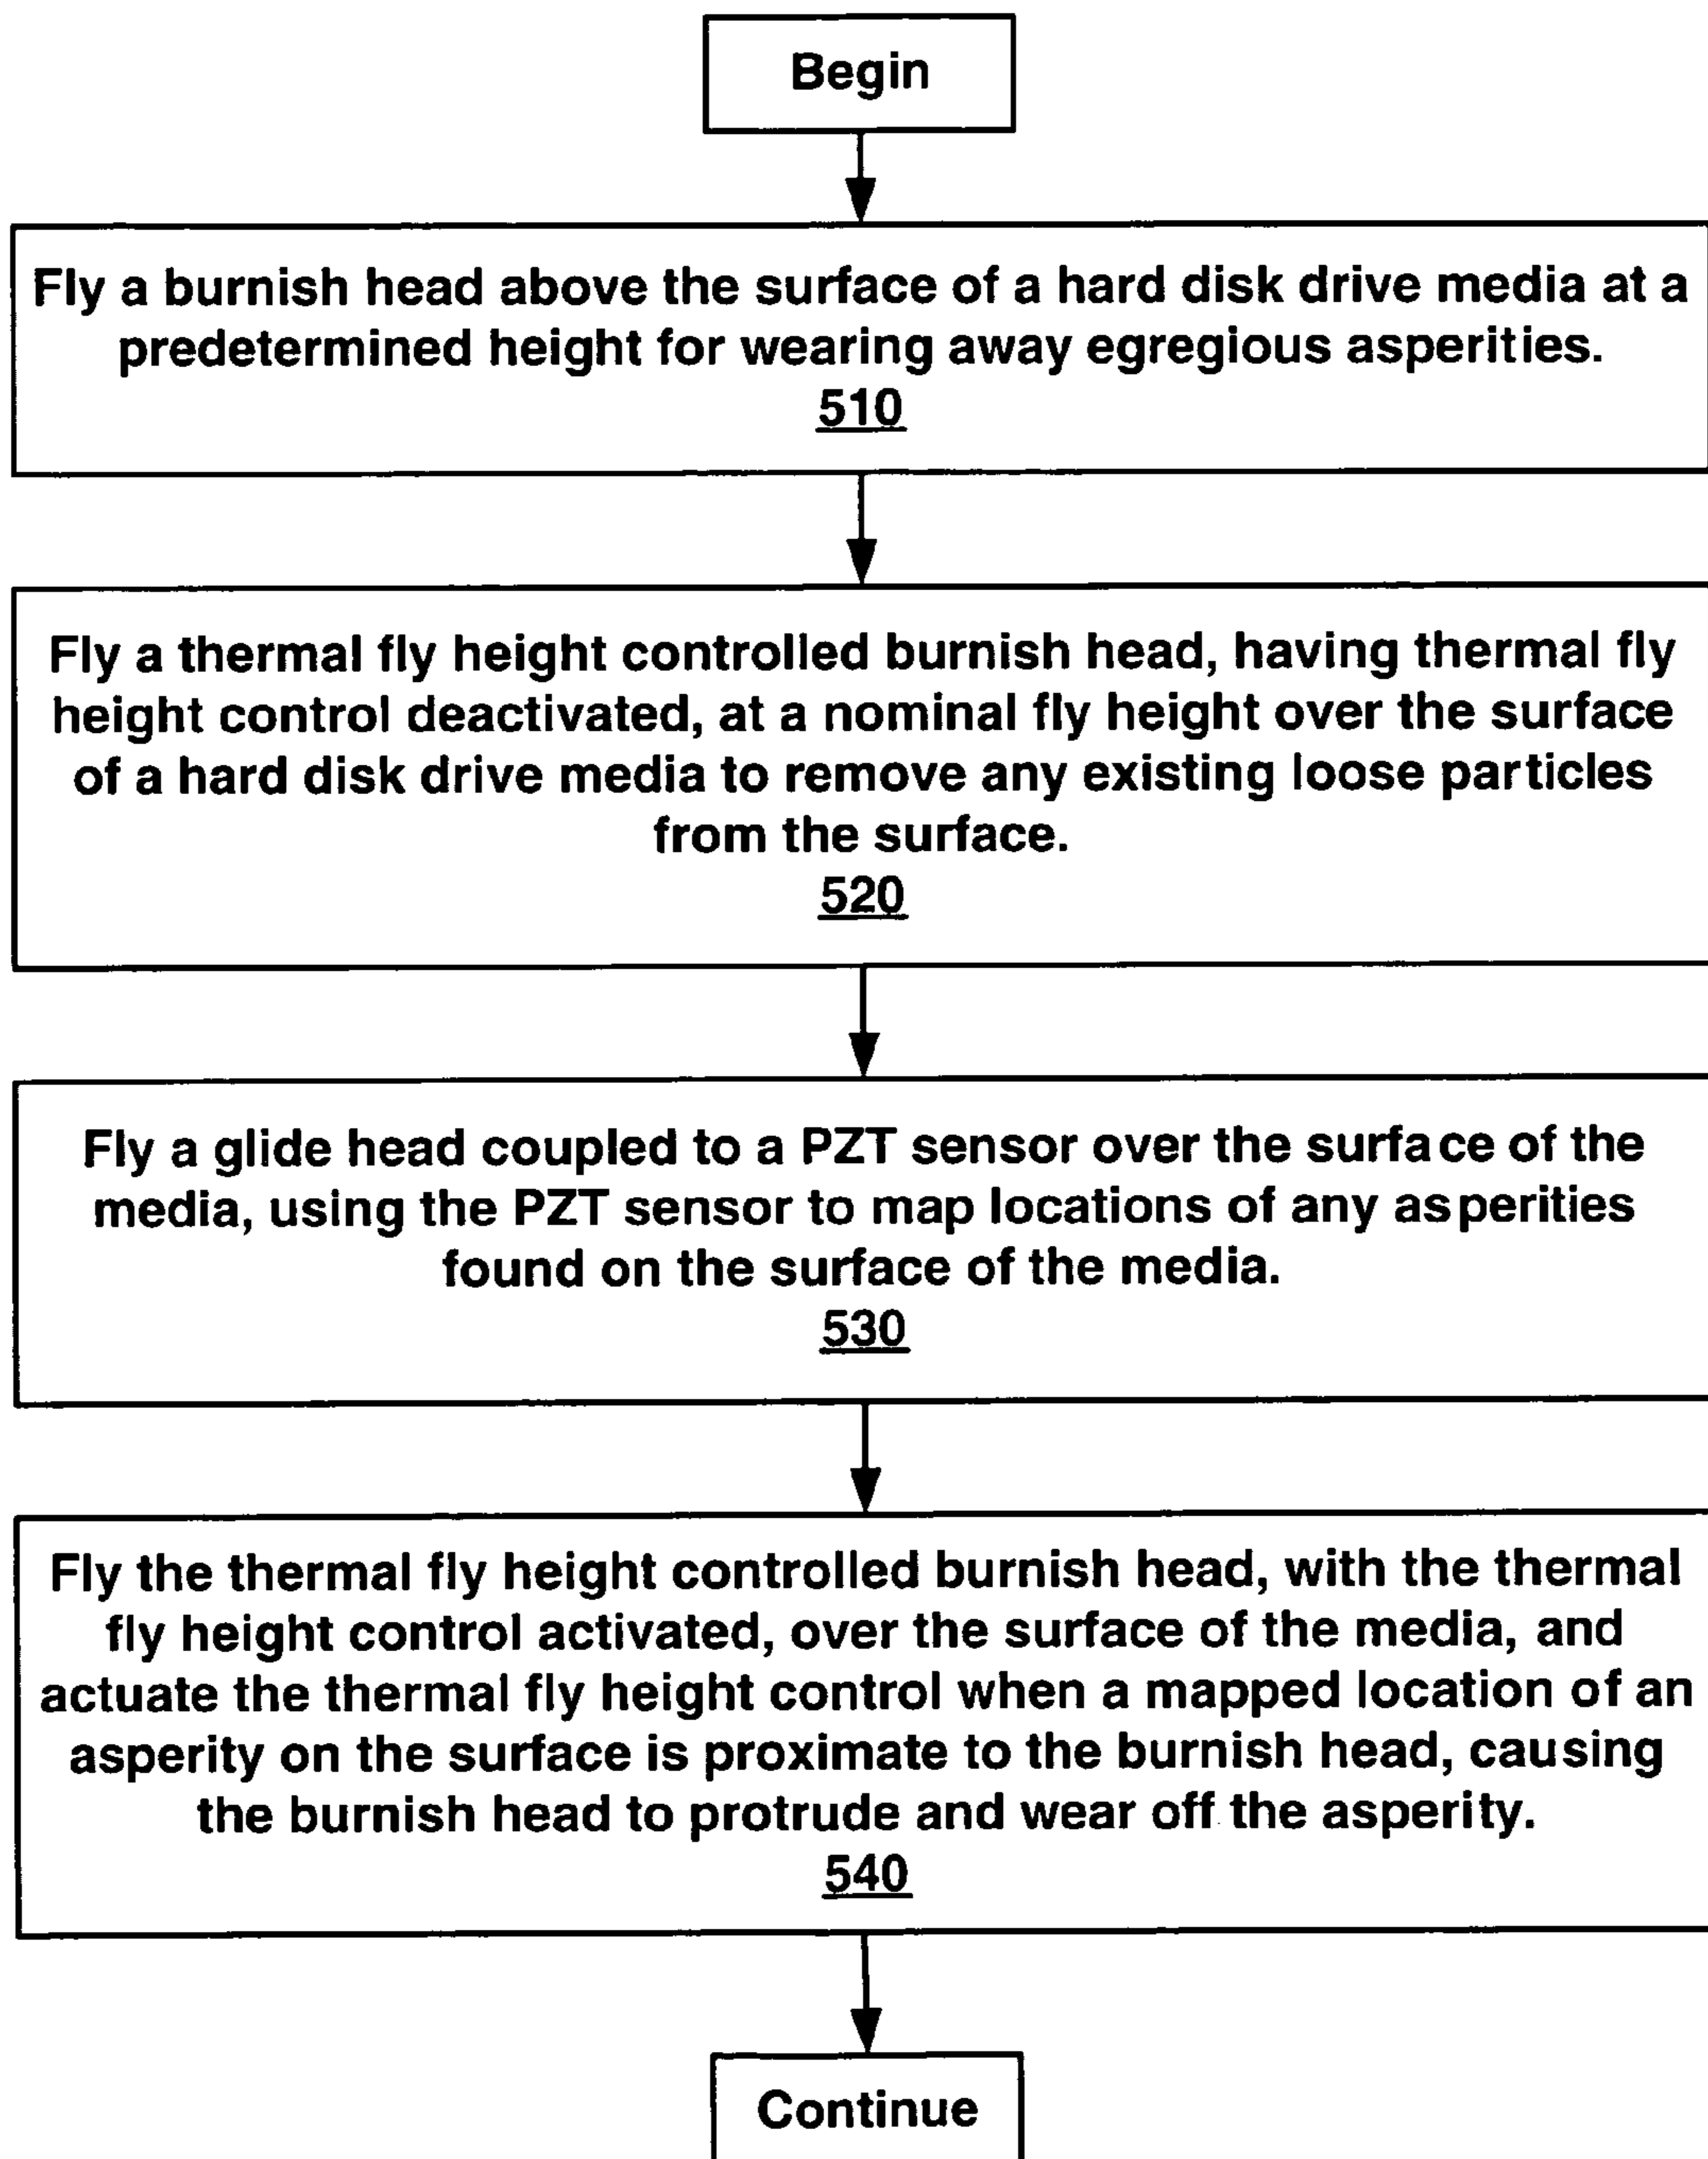 Begin
Fly a burnish head above the surface of a hard disk drive media at a
predetermined height for wearing away egregious asperities.
510
Fly a thermal fly height controlled burnish head, having thermal fly
height control deactivated, at a nominal fly height over the surface
of a hard disk drive media to remove any existing loose particles
from the surface.
520
Fly a glide head coupled to a PZT sensor over the surface of the
media, using the PZT sensor to map locations of any asperities
found on the surface of the media.
530
Fly the thermal fly height controlled burnish head, with the thermal
fly height control activated, over the surface of the media, and
actuate the thermal fly height control when a mapped location of an
asperity on the surface is proximate to the burnish head, causing
the burnish head to protrude and wear off the asperity.
540
Continue